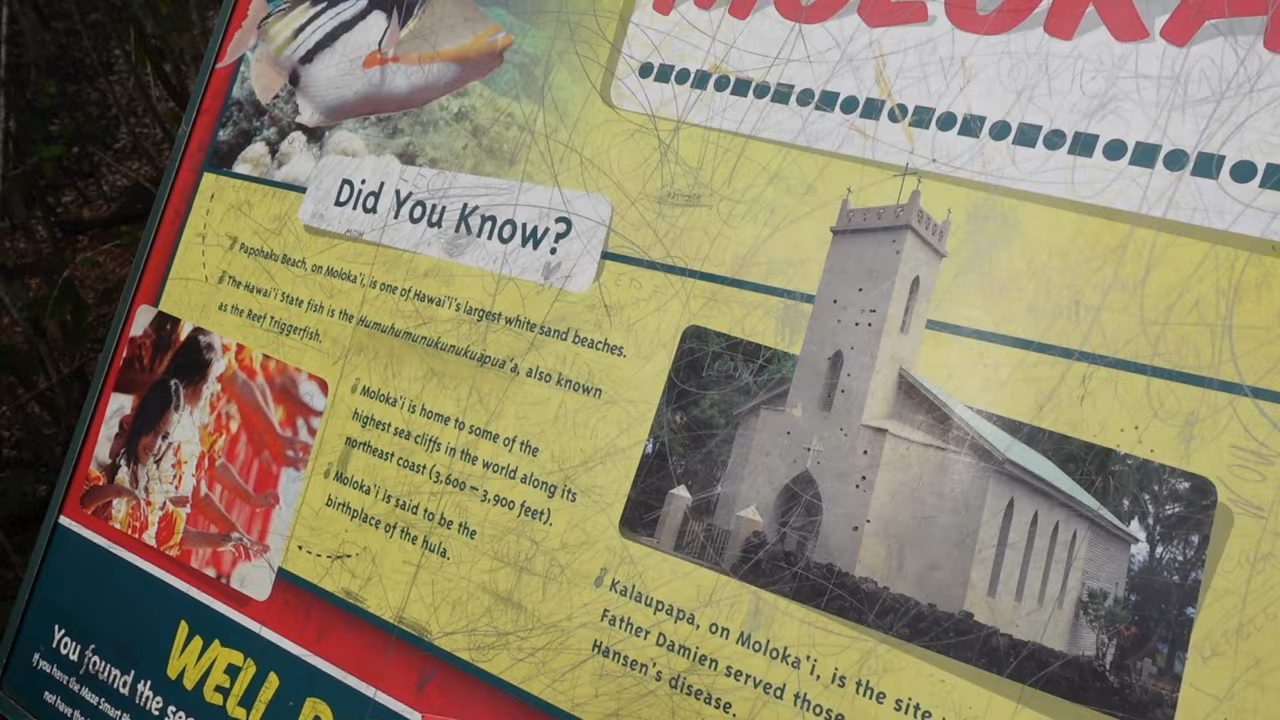 MOLOKA
Did You Know?
Papohaku Beach, on Moloka'i, is one of Hawai'i's largest white sand beaches.
The Hawai'i State fish is the Humuhumunukunukuapua'a, also known
as the Reef Triggerfish.
Moloka'i is home to some of the
highest sea cliffs in the world along its
northeast coast (3,600 – 3,900 feet).
Moloka'i is said to be the
birthplace of the hula.
Kalaupapa, on Moloka'i, is the site
Father Damien served those
Hansen's disease.
WELL
You found the
If you have the Maze Smart
not have the